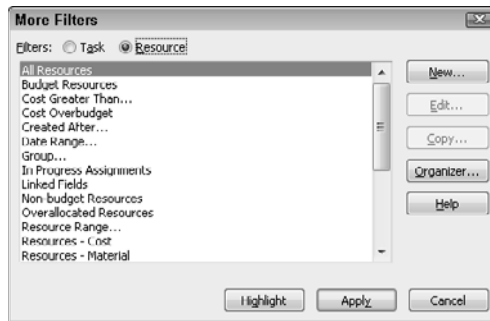 More Filters
Filters: Task Resource
All Resources
Budget Resources
Cost Greater Than...
Cost Overbudget
Created After...
Date Range...
Group...
In Progress Assignments
Linked Fields
Non-budget Resources
Overallocated Resources
Resource Range...
Resources - Cost
Resources - Material
New...
Edit...
Copy...
Organizer...
Help
Highlight Apply Cancel